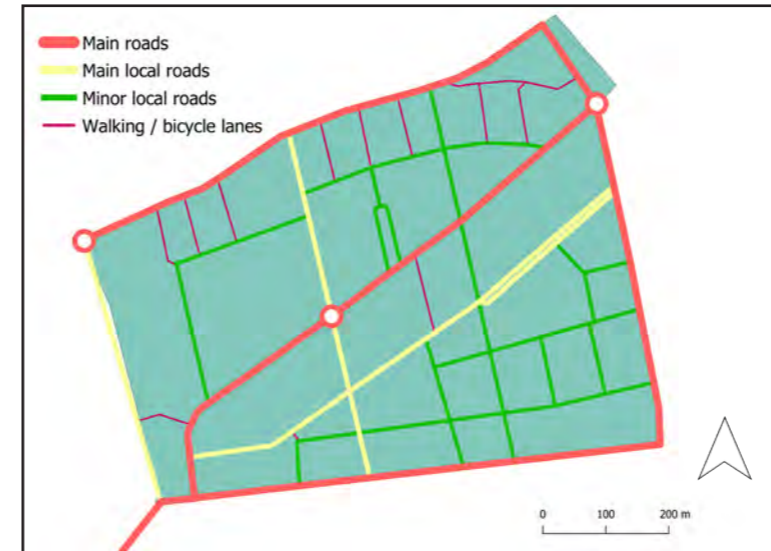 Main roads
Main local roads
Minor local roads
Walking / bicycle lanes
0 100 200 m